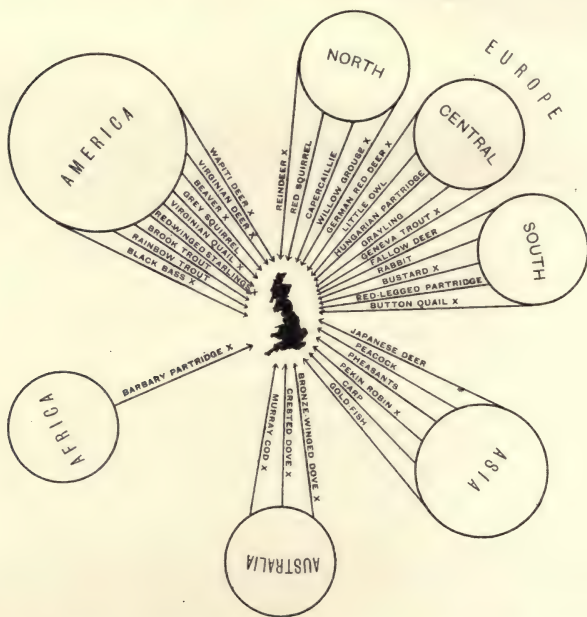 AMERICA
WAPITI DEER X
VIRGINIAN DEER X
BEAVER X
GREY SQUIRREL
VIRGINIAN QUAIL X
RED-WINGED STARLINGS X
BROOK TROUT
RAINBOW TROUT
BLACK BASS X
EUROPE
NORTH
REINDEER X
RED SQUIRREL
CAPERCAILLIE
WILLOW GROUSE X
CENTRAL
GERMAN RED DEER X
LITTLE OWL
HUNGARIAN PARTRIDGE
GRAYLING
GENEVA TROUT X
SOUTH
FALLOW DEER
RABBIT
BUSTARD X
RED-LEGGED PARTRIDGE
BUTTON QUAIL X
ASIA
JAPANESE DEER
PEACOCK
PHEASANTS
PEKIN ROBIN X
CARP
GOLD FISH
AUSTRALIA
BRONZE-WINGED DOVE X
CRESTED DOVE X
MURRAY COD X
AFRICA
BARBARY PARTRIDGE X